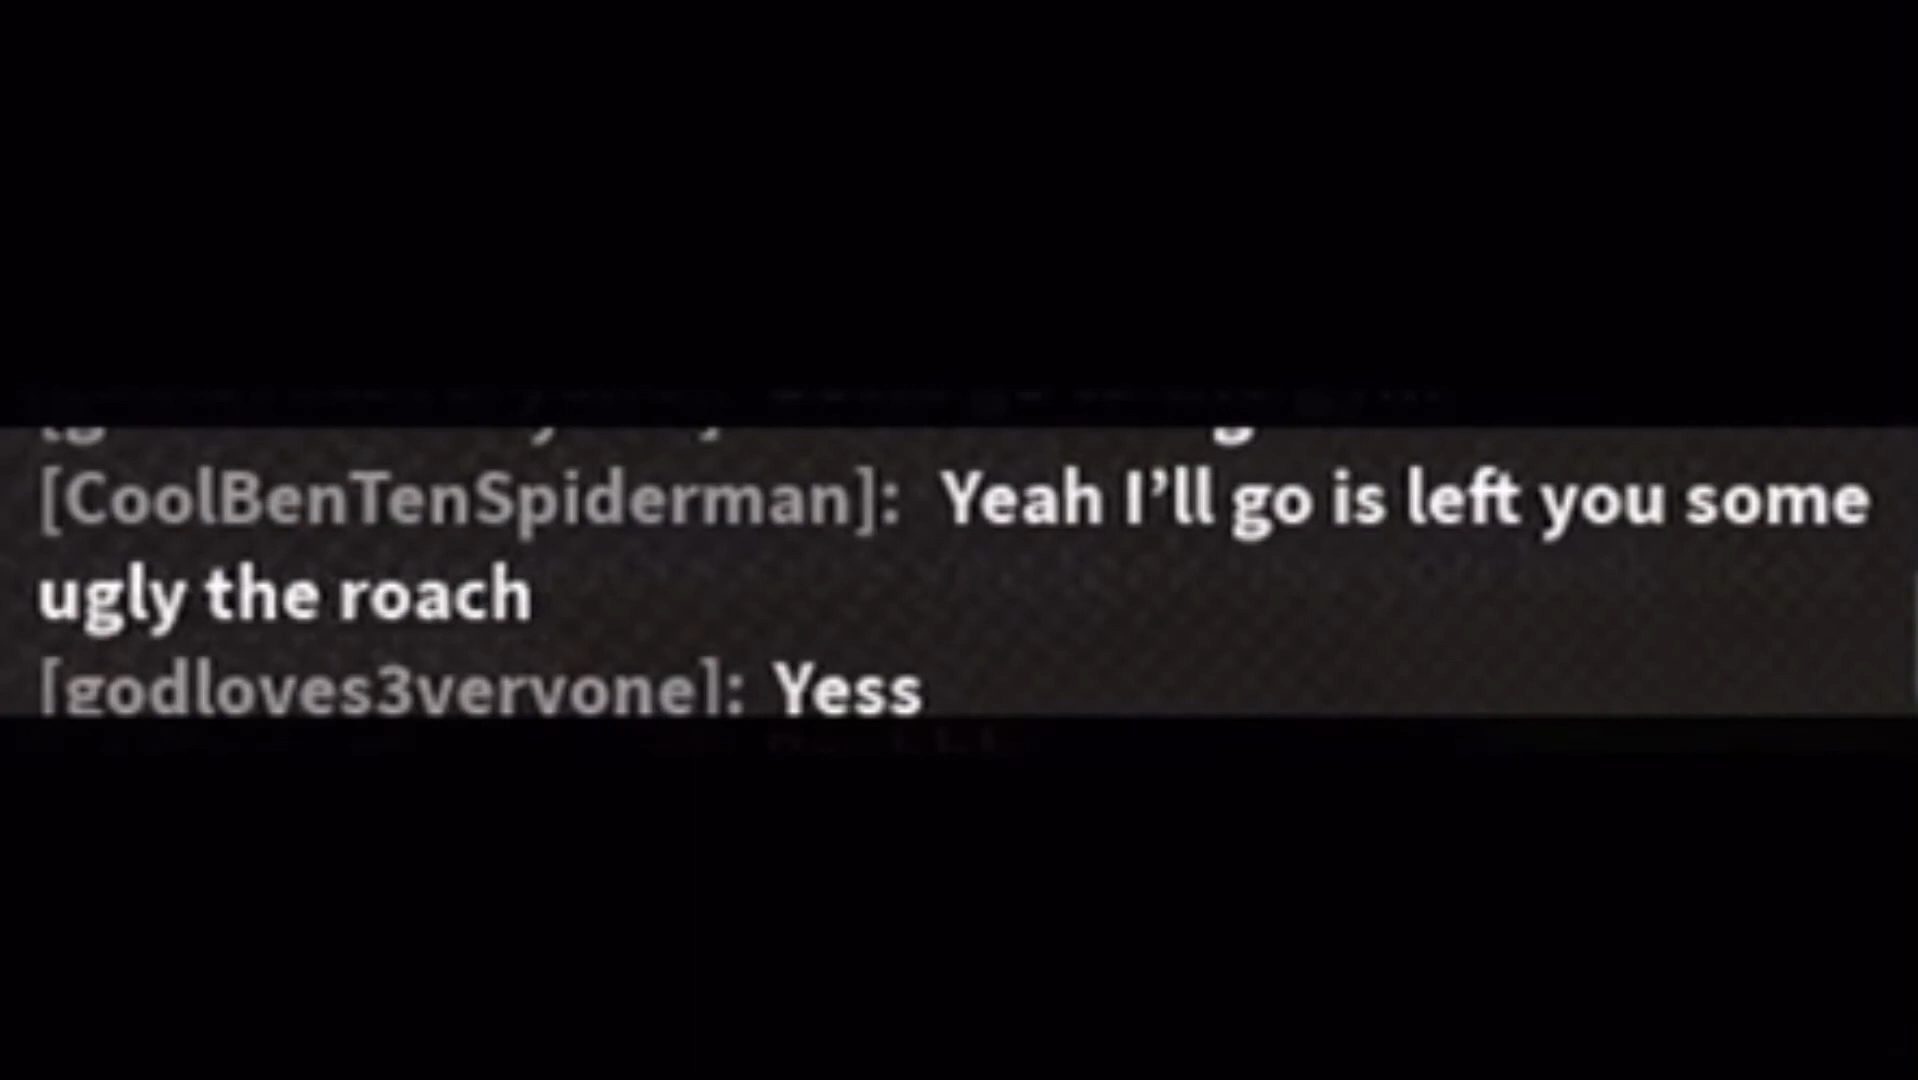 [CoolBenTenSpiderman]: Yeah I’ll go is left you some
ugly the roach
[godloves3veryone]: Yess